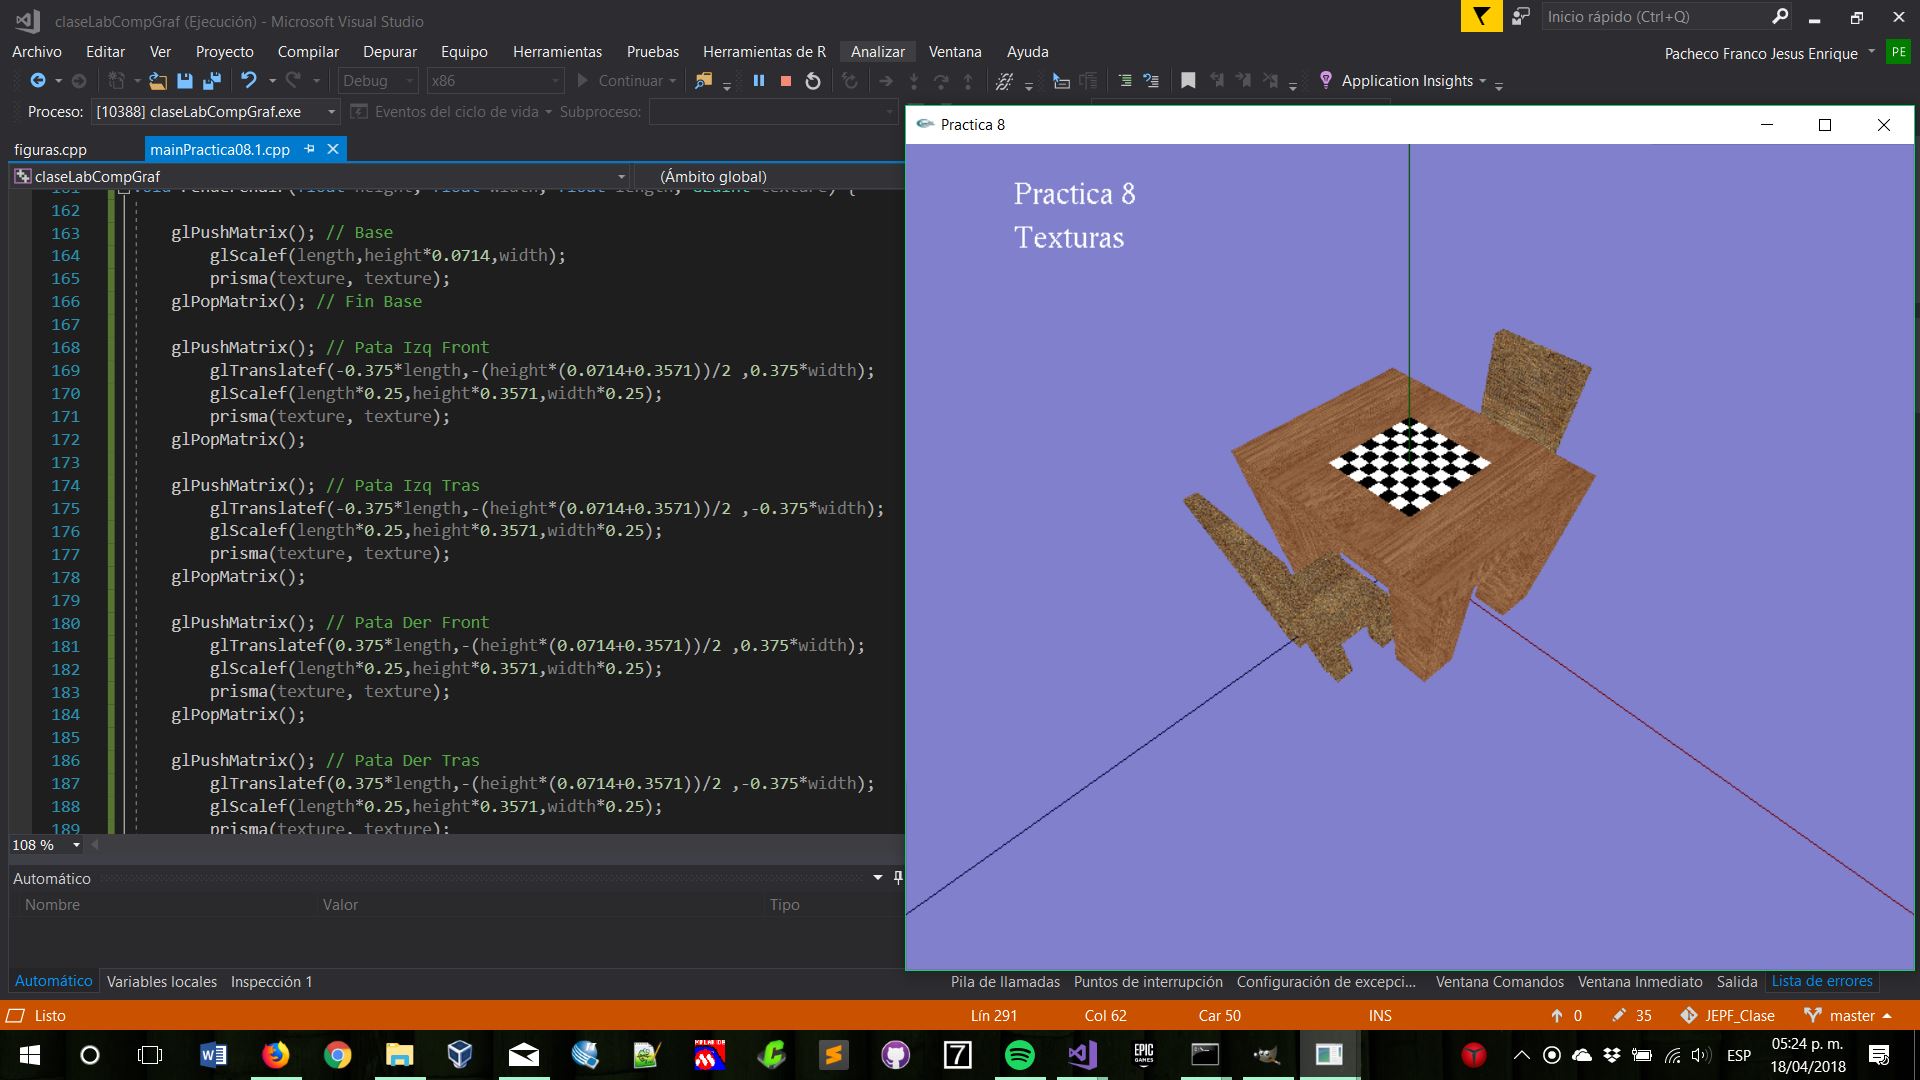 claseLabCompGraf (Ejecución) - Microsoft Visual Studio
Inicio rápido (Ctrl+Q)
Archivo Editar Ver Proyecto Compilar Depurar Equipo Herramientas Pruebas Herramientas de R Analizar Ventana Ayuda
Pacheco Franco Jesus Enrique PE
Debug x86 Continuar Application Insights
Proceso: [10388] claseLabCompGraf.exe Eventos del ciclo de vida Subproceso:
figuras.cpp mainPractica08.1.cpp
claseLabCompGraf (Ámbito global)
162
163 glPushMatrix(); // Base
164 glScalef(length,height*0.0714,width);
165 prisma(texture, texture);
166 glPopMatrix(); // Fin Base
167
168 glPushMatrix(); // Pata Izq Front
169 glTranslatef(-0.375*length,-(height*(0.0714+0.3571))/2 ,0.375*width);
170 glScalef(length*0.25,height*0.3571,width*0.25);
171 prisma(texture, texture);
172 glPopMatrix();
173
174 glPushMatrix(); // Pata Izq Tras
175 glTranslatef(-0.375*length,-(height*(0.0714+0.3571))/2 ,-0.375*width);
176 glScalef(length*0.25,height*0.3571,width*0.25);
177 prisma(texture, texture);
178 glPopMatrix();
179
180 glPushMatrix(); // Pata Der Front
181 glTranslatef(0.375*length,-(height*(0.0714+0.3571))/2 ,0.375*width);
182 glScalef(length*0.25,height*0.3571,width*0.25);
183 prisma(texture, texture);
184 glPopMatrix();
185
186 glPushMatrix(); // Pata Der Tras
187 glTranslatef(0.375*length,-(height*(0.0714+0.3571))/2 ,-0.375*width);
188 glScalef(length*0.25,height*0.3571,width*0.25);
189 prisma(texture, texture);
108 %
Automático
Nombre Valor Tipo
Automático Variables locales Inspección 1
Practica 8
Practica 8
Texturas
Pila de llamadas Puntos de interrupción Configuración de excepci... Ventana Comandos Ventana Inmediato Salida Lista de errores
Listo Lín 291 Col 62 Car 50 INS 0 35 JEPF_Clase master
ESP 05:24 p. m.
18/04/2018